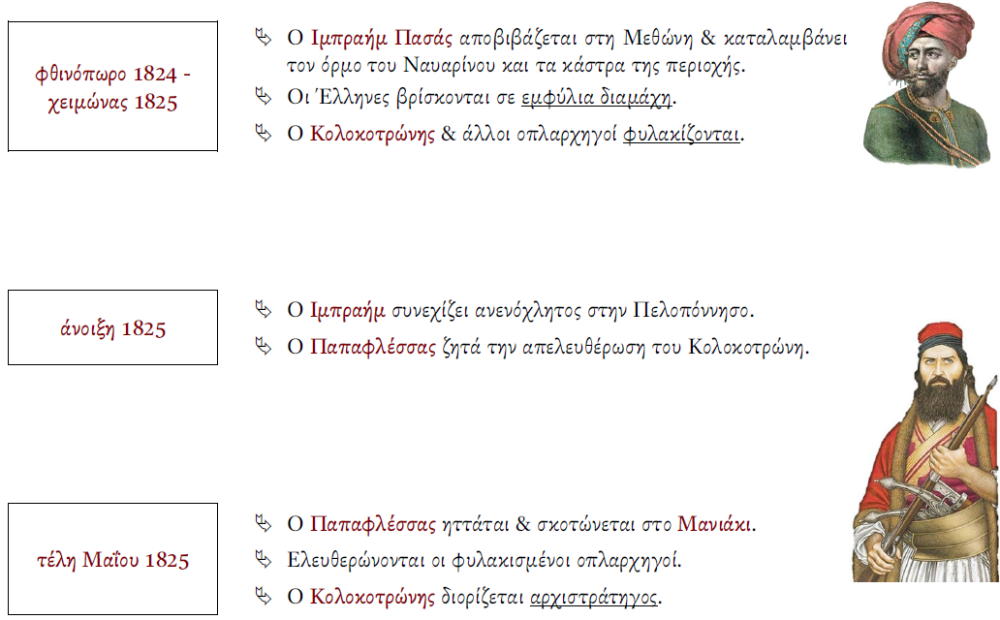 φθινόπωρο 1824 -
χειμώνας 1825
Ο Ιμπραήμ Πασάς αποβιβάζεται στη Μεθώνη & καταλαμβάνει
τον όρμο του Ναυαρίνου και τα κάστρα της περιοχής.
Οι Έλληνες βρίσκονται σε εμφύλια διαμάχη.
Ο Κολοκοτρώνης & άλλοι οπλαρχηγοί φυλακίζονται.
άνοιξη 1825
Ο Ιμπραήμ συνεχίζει ανενόχλητος στην Πελοπόννησο.
Ο Παπαφλέσσας ζητά την απελευθέρωση του Κολοκοτρώνη.
τέλη Μαΐου 1825
Ο Παπαφλέσσας ηττάται & σκοτώνεται στο Μανιάκι.
Ελευθερώνονται οι φυλακισμένοι οπλαρχηγοί.
Ο Κολοκοτρώνης διορίζεται αρχιστράτηγος.